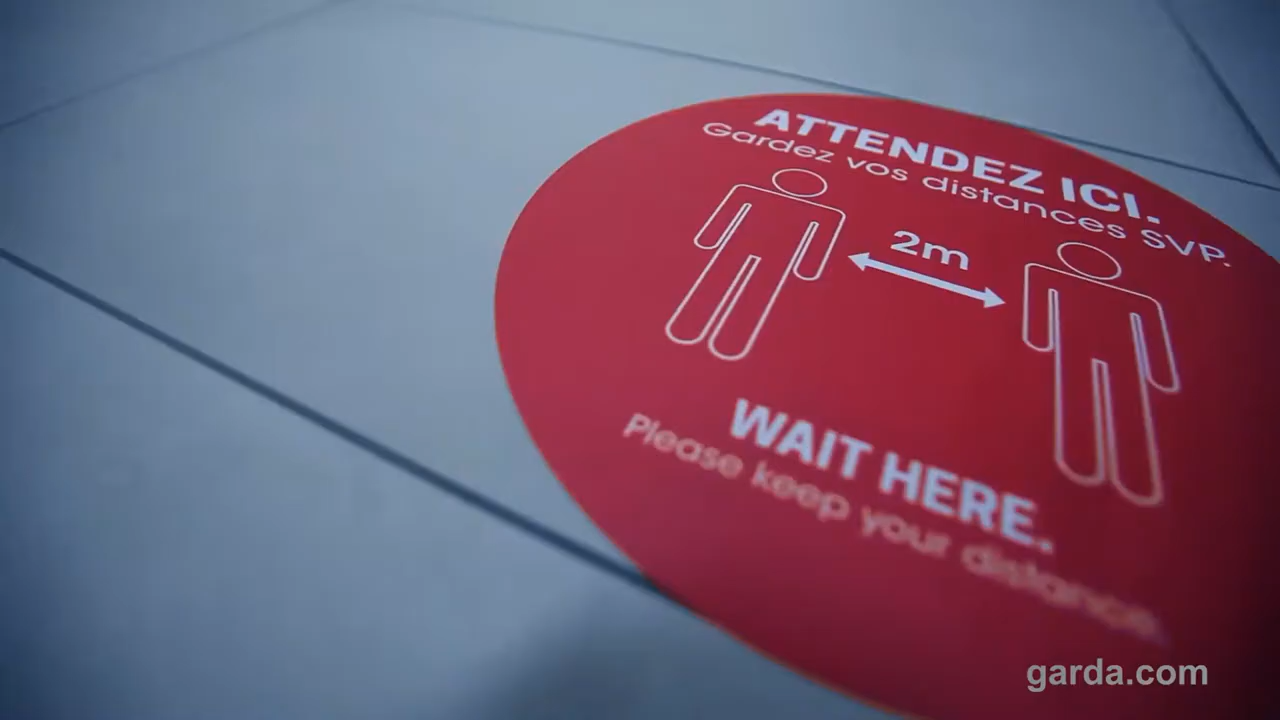 ATTENDEZ ICI.
Gardez vos distances SVP.
2m
WAIT HERE.
Please keep your distance.
garda.com